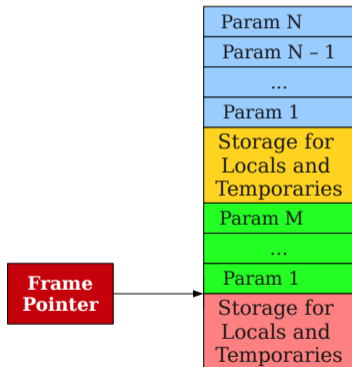 Param N
Param N – 1
...
Param 1
Storage for
Locals and
Temporaries
Param M
...
Param 1
Frame
Pointer
Storage for
Locals and
Temporaries